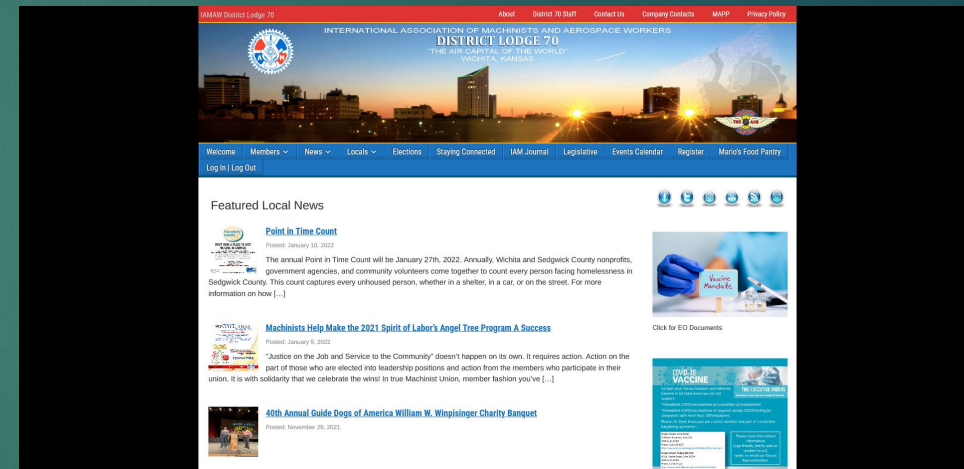 IAMAW District Lodge 70
About District 70 Staff Contact Us Company Contacts MAPP Privacy Policy
INTERNATIONAL ASSOCIATION OF MACHINISTS AND AEROSPACE WORKERS
DISTRICT LODGE 70
"THE AIR CAPITAL OF THE WORLD"
WICHITA, KANSAS
Welcome Members News Locals Elections Staying Connected IAM Journal Legislative Events Calendar Register Mario's Food Pantry
Log In | Log Out
Featured Local News
Point in Time Count
Posted: January 10, 2022
The annual Point in Time Count will be January 27th, 2022. Annually, Wichita and Sedgwick County nonprofits,
government agencies, and community volunteers come together to count every person facing homelessness in
Sedgwick County. This count captures every unhoused person, whether in a shelter, in a car, or on the street. For more
information on how […]
Machinists Help Make the 2021 Spirit of Labor's Angel Tree Program A Success
Posted: January 9, 2022
"Justice on the Job and Service to the Community" doesn't happen on its own. It requires action. Action on the
part of those who are elected into leadership positions and action from the members who participate in their
union. It is with solidarity that we celebrate the wins! In true Machinist Union, member fashion you've […]
40th Annual Guide Dogs of America William W. Winpisinger Charity Banquet
Posted: November 29, 2021
Vaccine
Mandate
Click for EO Documents
COVID-19
VACCINE